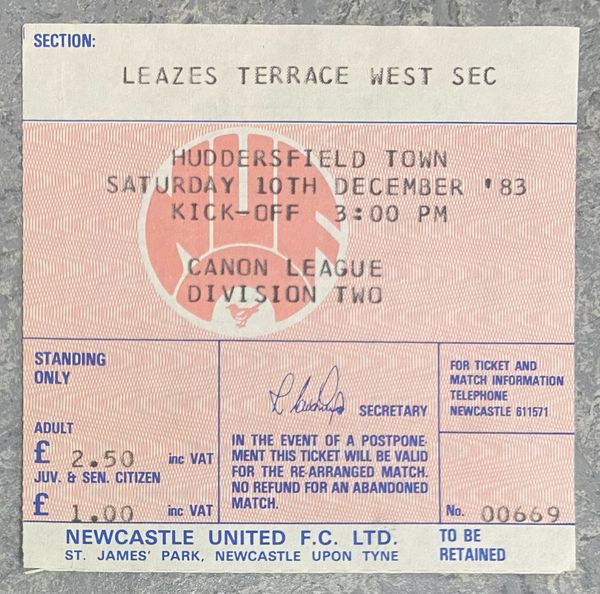 SECTION:
LEAZES TERRACE WEST SEC
HUDDERSFIELD TOWN
SATURDAY 10TH DECEMBER '83
KICK-OFF 3:00 PM
CANON LEAGUE
DIVISION TWO
STANDING
ONLY
ADULT
£ 2.50 inc VAT
JUV. & SEN. CITIZEN
£ 1.00 inc VAT
SECRETARY
IN THE EVENT OF A POSTPONE-
MENT THIS TICKET WILL BE VALID
FOR THE RE-ARRANGED MATCH.
NO REFUND FOR AN ABANDONED
MATCH.
FOR TICKET AND
MATCH INFORMATION
TELEPHONE
NEWCASTLE 611571
No. 00669
NEWCASTLE UNITED F.C. LTD.
ST. JAMES' PARK, NEWCASTLE UPON TYNE
TO BE
RETAINED